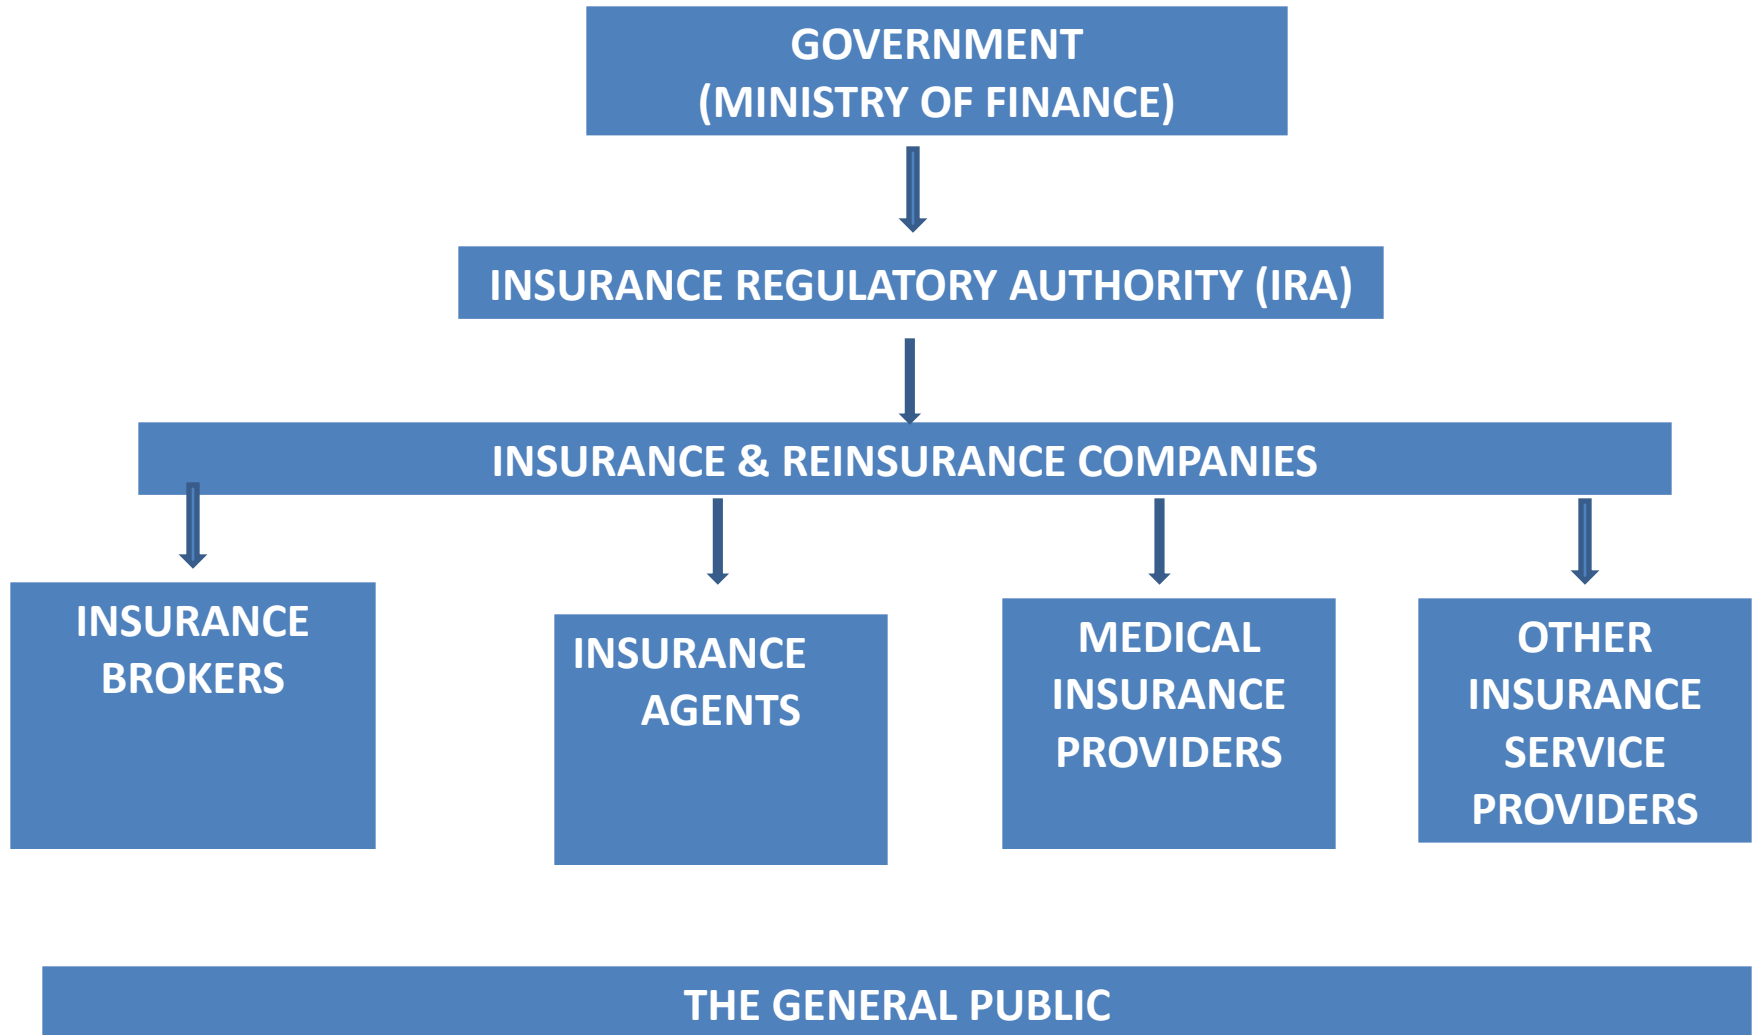 GOVERNMENT
(MINISTRY OF FINANCE)
INSURANCE REGULATORY AUTHORITY (IRA)
INSURANCE & REINSURANCE COMPANIES
INSURANCE
BROKERS
INSURANCE
AGENTS
MEDICAL
INSURANCE
PROVIDERS
OTHER
INSURANCE
SERVICE
PROVIDERS
THE GENERAL PUBLIC